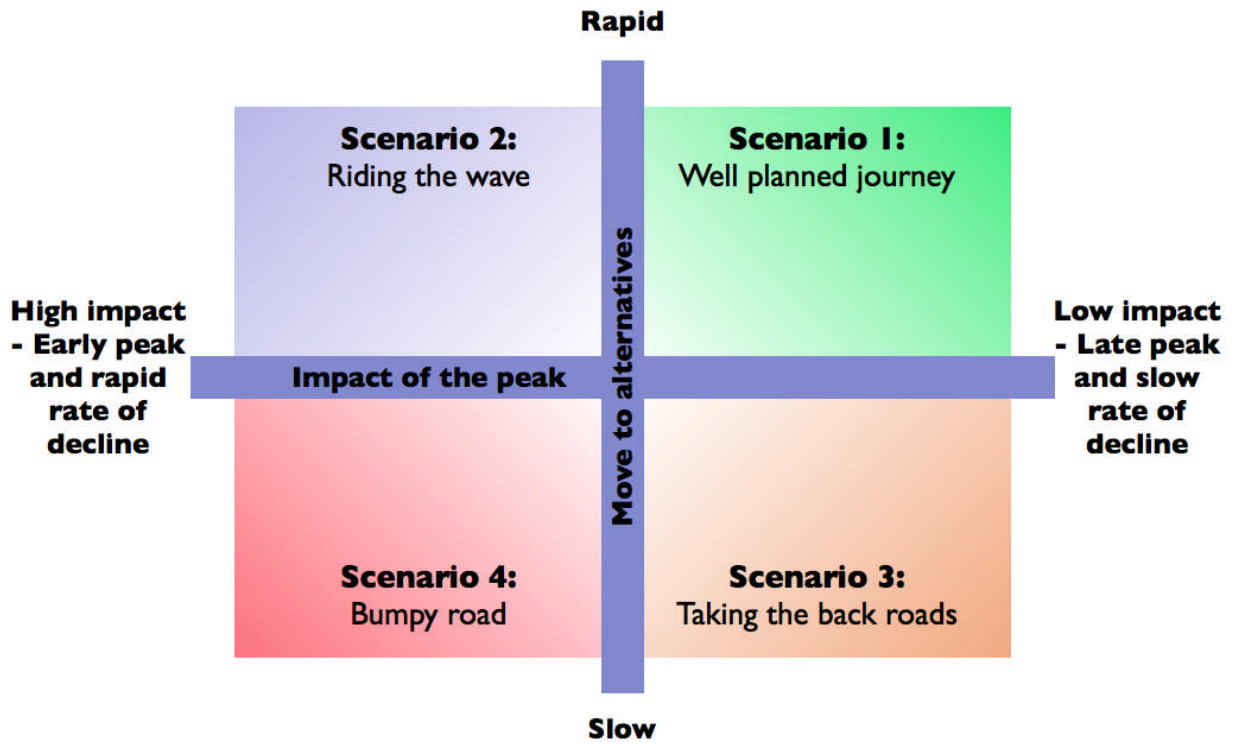 Rapid
Scenario 2:
Riding the wave
Scenario 1:
Well planned journey
High impact
- Early peak
and rapid
rate of
decline
Impact of the peak
Move to alternatives
Low impact
- Late peak
and slow
rate of
decline
Scenario 4:
Bumpy road
Scenario 3:
Taking the back roads
Slow